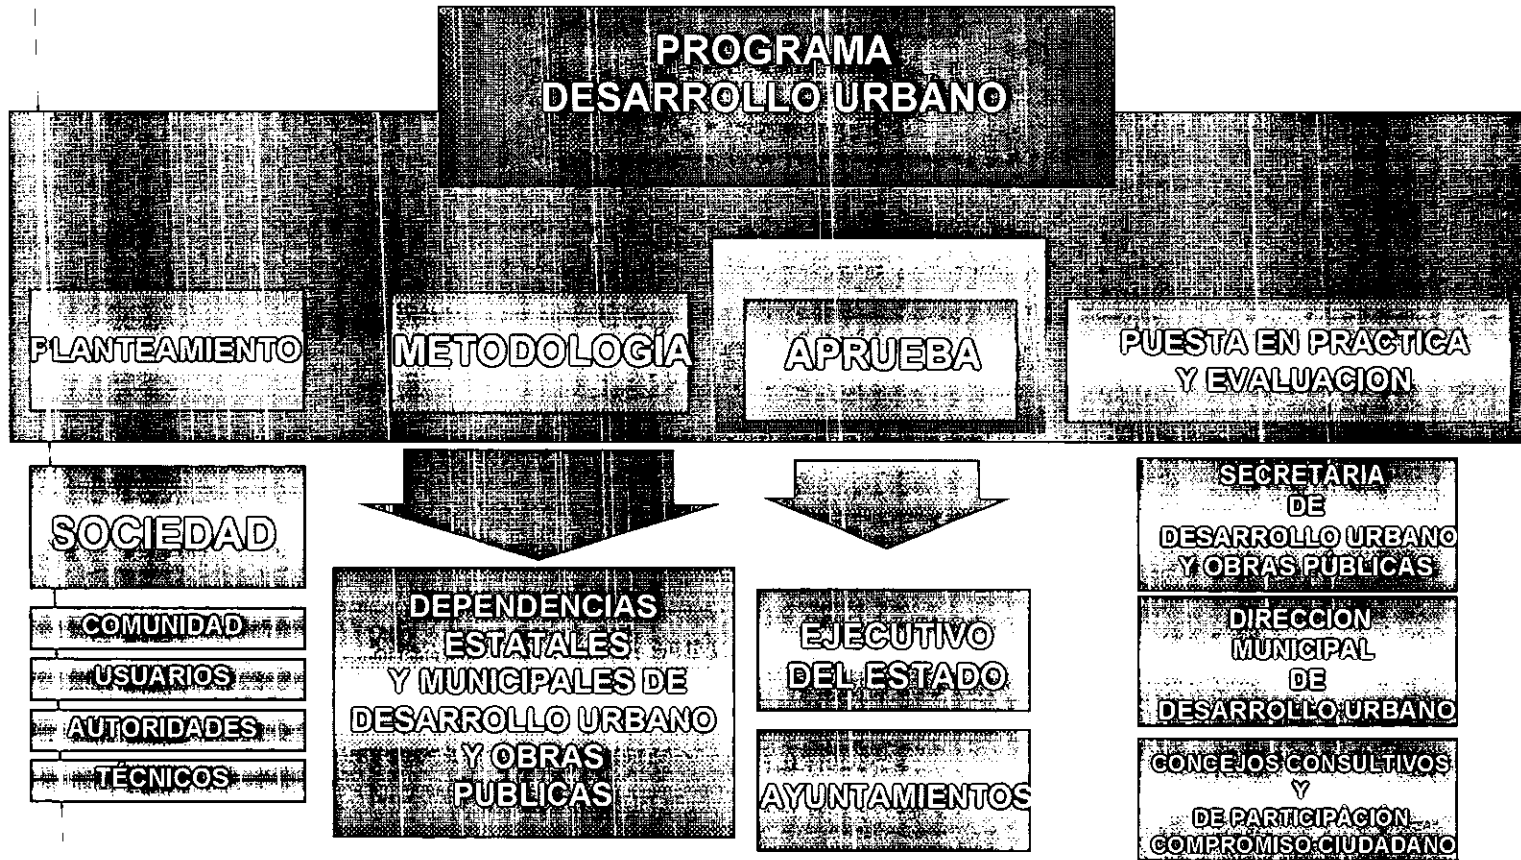 PROGRAMA
DESARROLLO URBANO
PLANTEAMIENTO
METODOLOGÍA
APRUEBA
PUESTA EN PRACTICA
Y EVALUACION
SOCIEDAD
COMUNIDAD
USUARIOS
AUTORIDADES
TÉCNICOS
DEPENDENCIAS
ESTATALES
Y MUNICIPALES DE
DESARROLLO URBANO
Y OBRAS
PUBLICAS
EJECUTIVO
DEL ESTADO
AYUNTAMIENTOS
SECRETARIA
DE
DESARROLLO URBANO
Y OBRAS PÚBLICAS
DIRECCION
MUNICIPAL
DE
DESARROLLO URBANO
CONCEJOS CONSULTIVOS
Y
DE PARTICIPACION
COMPROMISO CIUDADANO